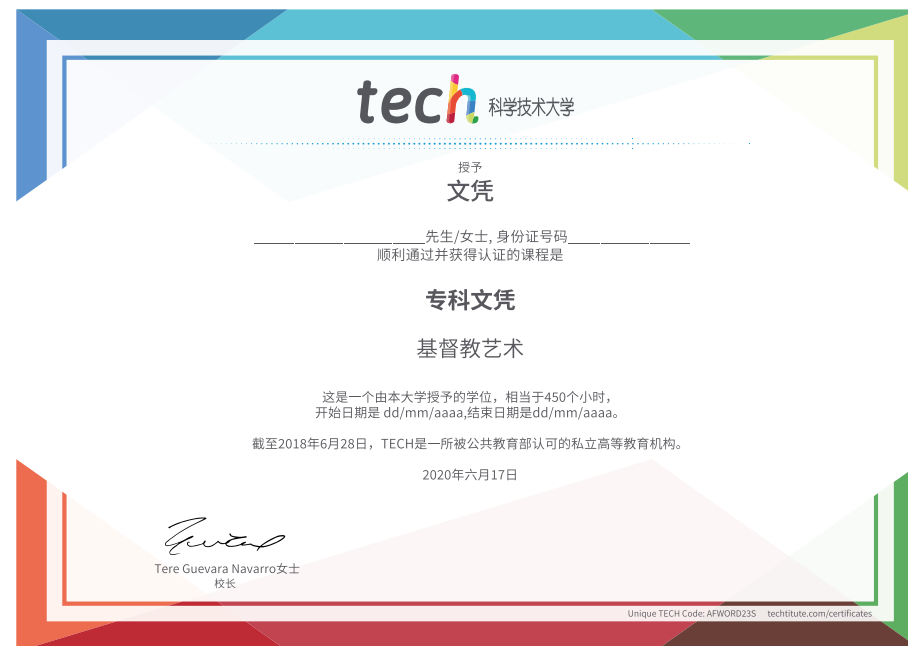 tech 科学技术大学
授予
文凭
先生/女士, 身份证号码
顺利通过并获得认证的课程是
专科文凭
基督教艺术
这是一个由本大学授予的学位，相当于450个小时，
开始日期是 dd/mm/aaaa,结束日期是dd/mm/aaaa。
截至2018年6月28日，TECH是一所被公共教育部认可的私立高等教育机构。
2020年六月17日
Tere Guevara Navarro女士
校长
Unique TECH Code: AFWORD23S techtitute.com/certificates